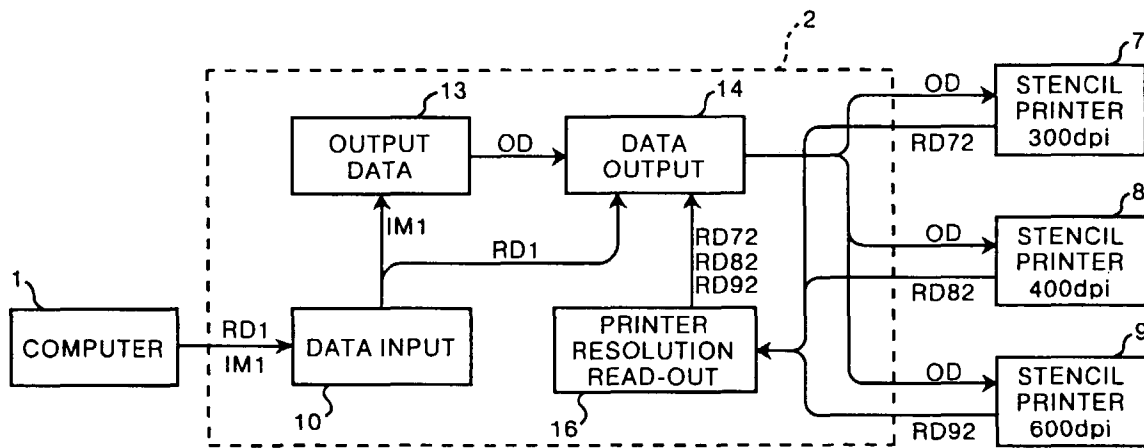 2
7
13
14
OD
STENCIL
PRINTER
300dpi
OUTPUT
DATA
OD
DATA
OUTPUT
RD72
8
IM1
RD1
RD72
RD82
RD92
OD
STENCIL
PRINTER
400dpi
1
RD82
COMPUTER
RD1
IM1
DATA INPUT
PRINTER
RESOLUTION
READ-OUT
9
OD
STENCIL
PRINTER
600dpi
10
16
RD92